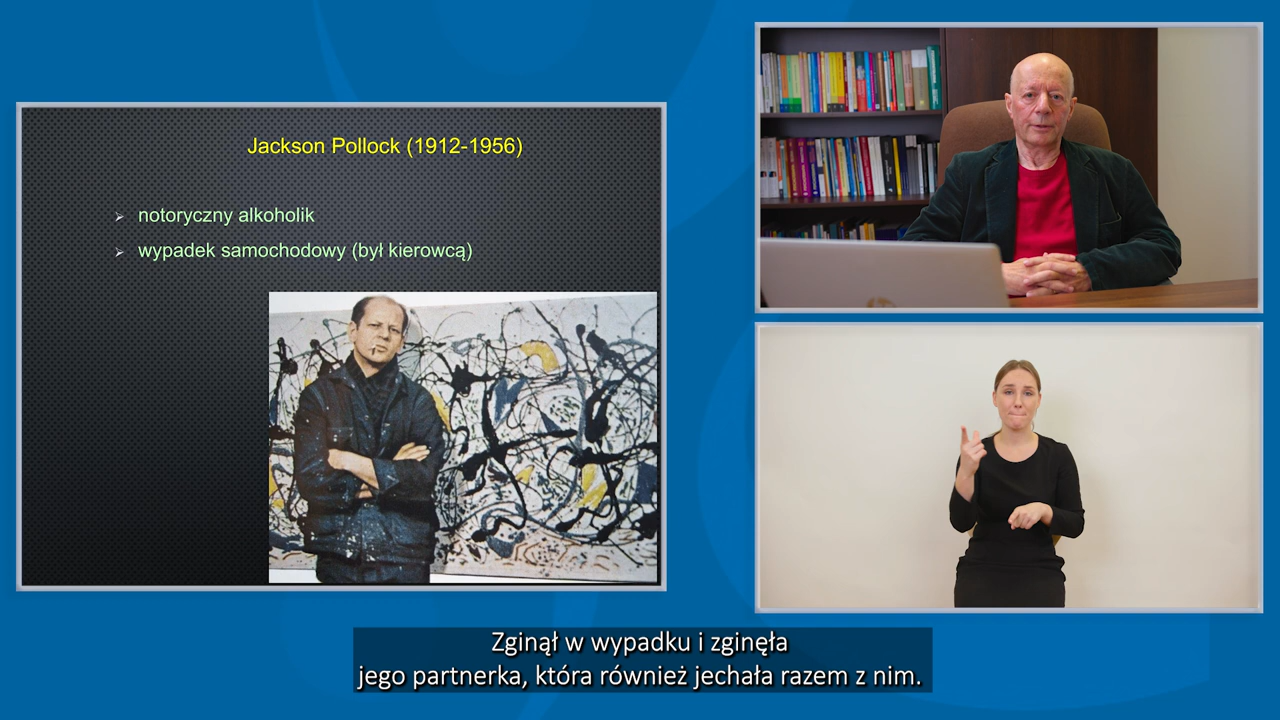 Jackson Pollock (1912-1956)
notoryczny alkoholik
wypadek samochodowy (był kierowcą)
Zginął w wypadku i zginęła
jego partnerka, która również jechała razem z nim.